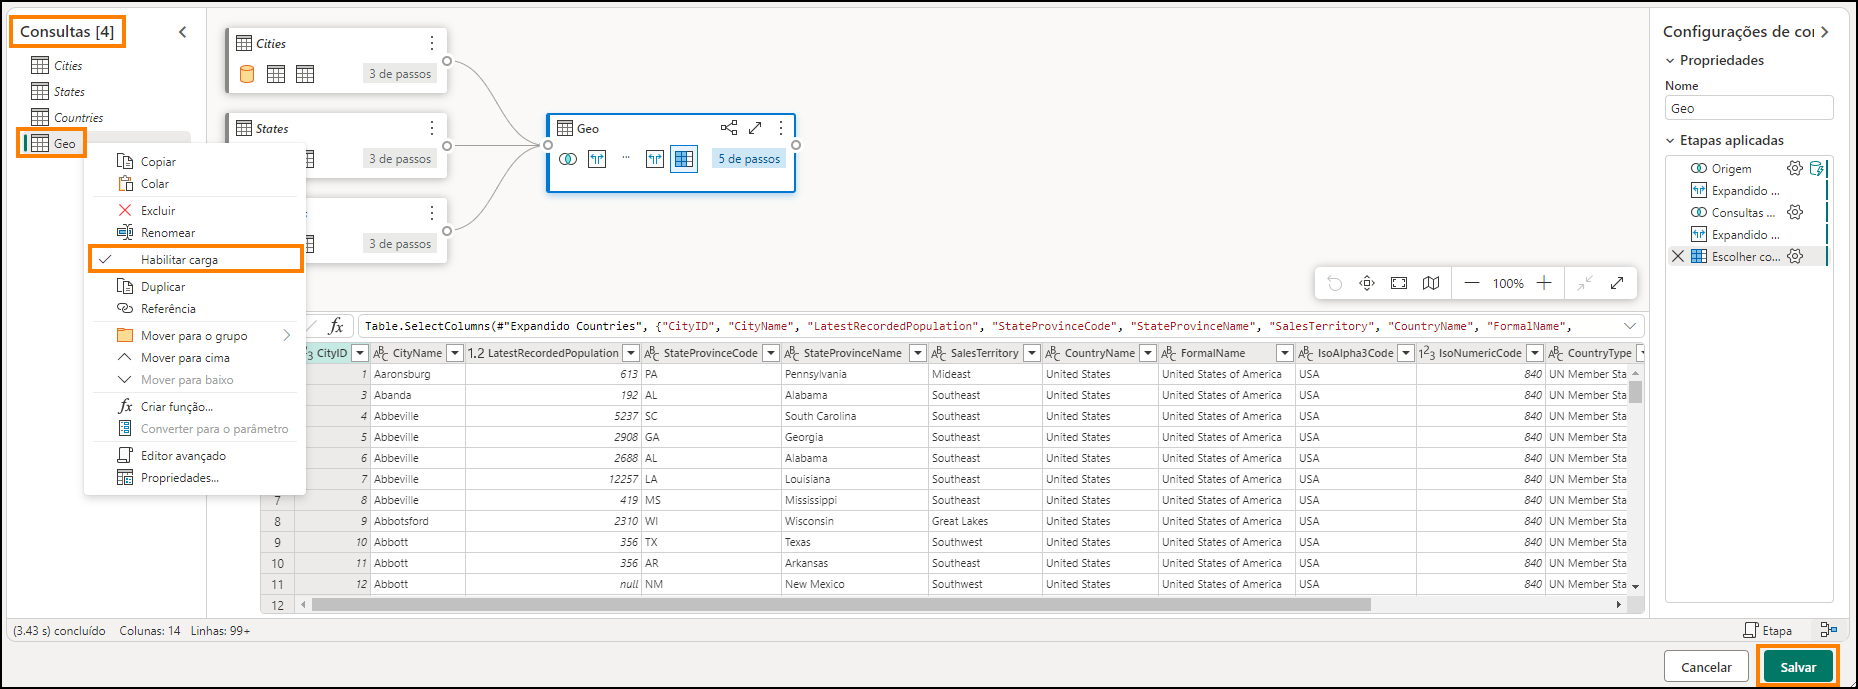 Consultas [4]
Cities
States
Countries
Geo
Copiar
Colar
Excluir
Renomear
Habilitar carga
Duplicar
Referência
Mover para o grupo
Mover para cima
Mover para baixo
Criar função...
Converter para o parâmetro
Editor avançado
Propriedades...
Cities
3 de passos
States
3 de passos
3 de passos
Geo
5 de passos
100%
Table.SelectColumns(#"Expandido Countries", {"CityID", "CityName", "LatestRecordedPopulation", "StateProvinceCode", "StateProvinceName", "SalesTerritory", "CountryName", "FormalName",
CityID CityName 1.2 LatestRecordedPopulation StateProvinceCode StateProvinceName SalesTerritory CountryName FormalName IsoAlpha3Code IsoNumericCode CountryType
1 Aaronsburg 613 PA Pennsylvania Mideast United States United States of America USA 840 UN Member Sta
3 Abanda 192 AL Alabama Southeast United States United States of America USA 840 UN Member Sta
4 Abbeville 5237 SC South Carolina Southeast United States United States of America USA 840 UN Member Sta
5 Abbeville 2908 GA Georgia Southeast United States United States of America USA 840 UN Member Sta
6 Abbeville 2688 AL Alabama Southeast United States United States of America USA 840 UN Member Sta
7 Abbeville 12257 LA Louisiana Southeast United States United States of America USA 840 UN Member Sta
7 8 Abbeville 419 MS Mississippi Southeast United States United States of America USA 840 UN Member Sta
8 9 Abbotsford 2310 WI Wisconsin Great Lakes United States United States of America USA 840 UN Member Sta
9 10 Abbott 356 TX Texas Southwest United States United States of America USA 840 UN Member Sta
10 11 Abbott 356 AR Arkansas Southeast United States United States of America USA 840 UN Member Sta
11 12 Abbott null NM New Mexico Southwest United States United States of America USA 840 UN Member Sta
12
Configurações de co
Propriedades
Nome
Geo
Etapas aplicadas
Origem
Expandido ...
Consultas ...
Expandido ...
Escolher co...
(3.43 s) concluído Colunas: 14 Linhas: 99+
Etapa
Cancelar
Salvar